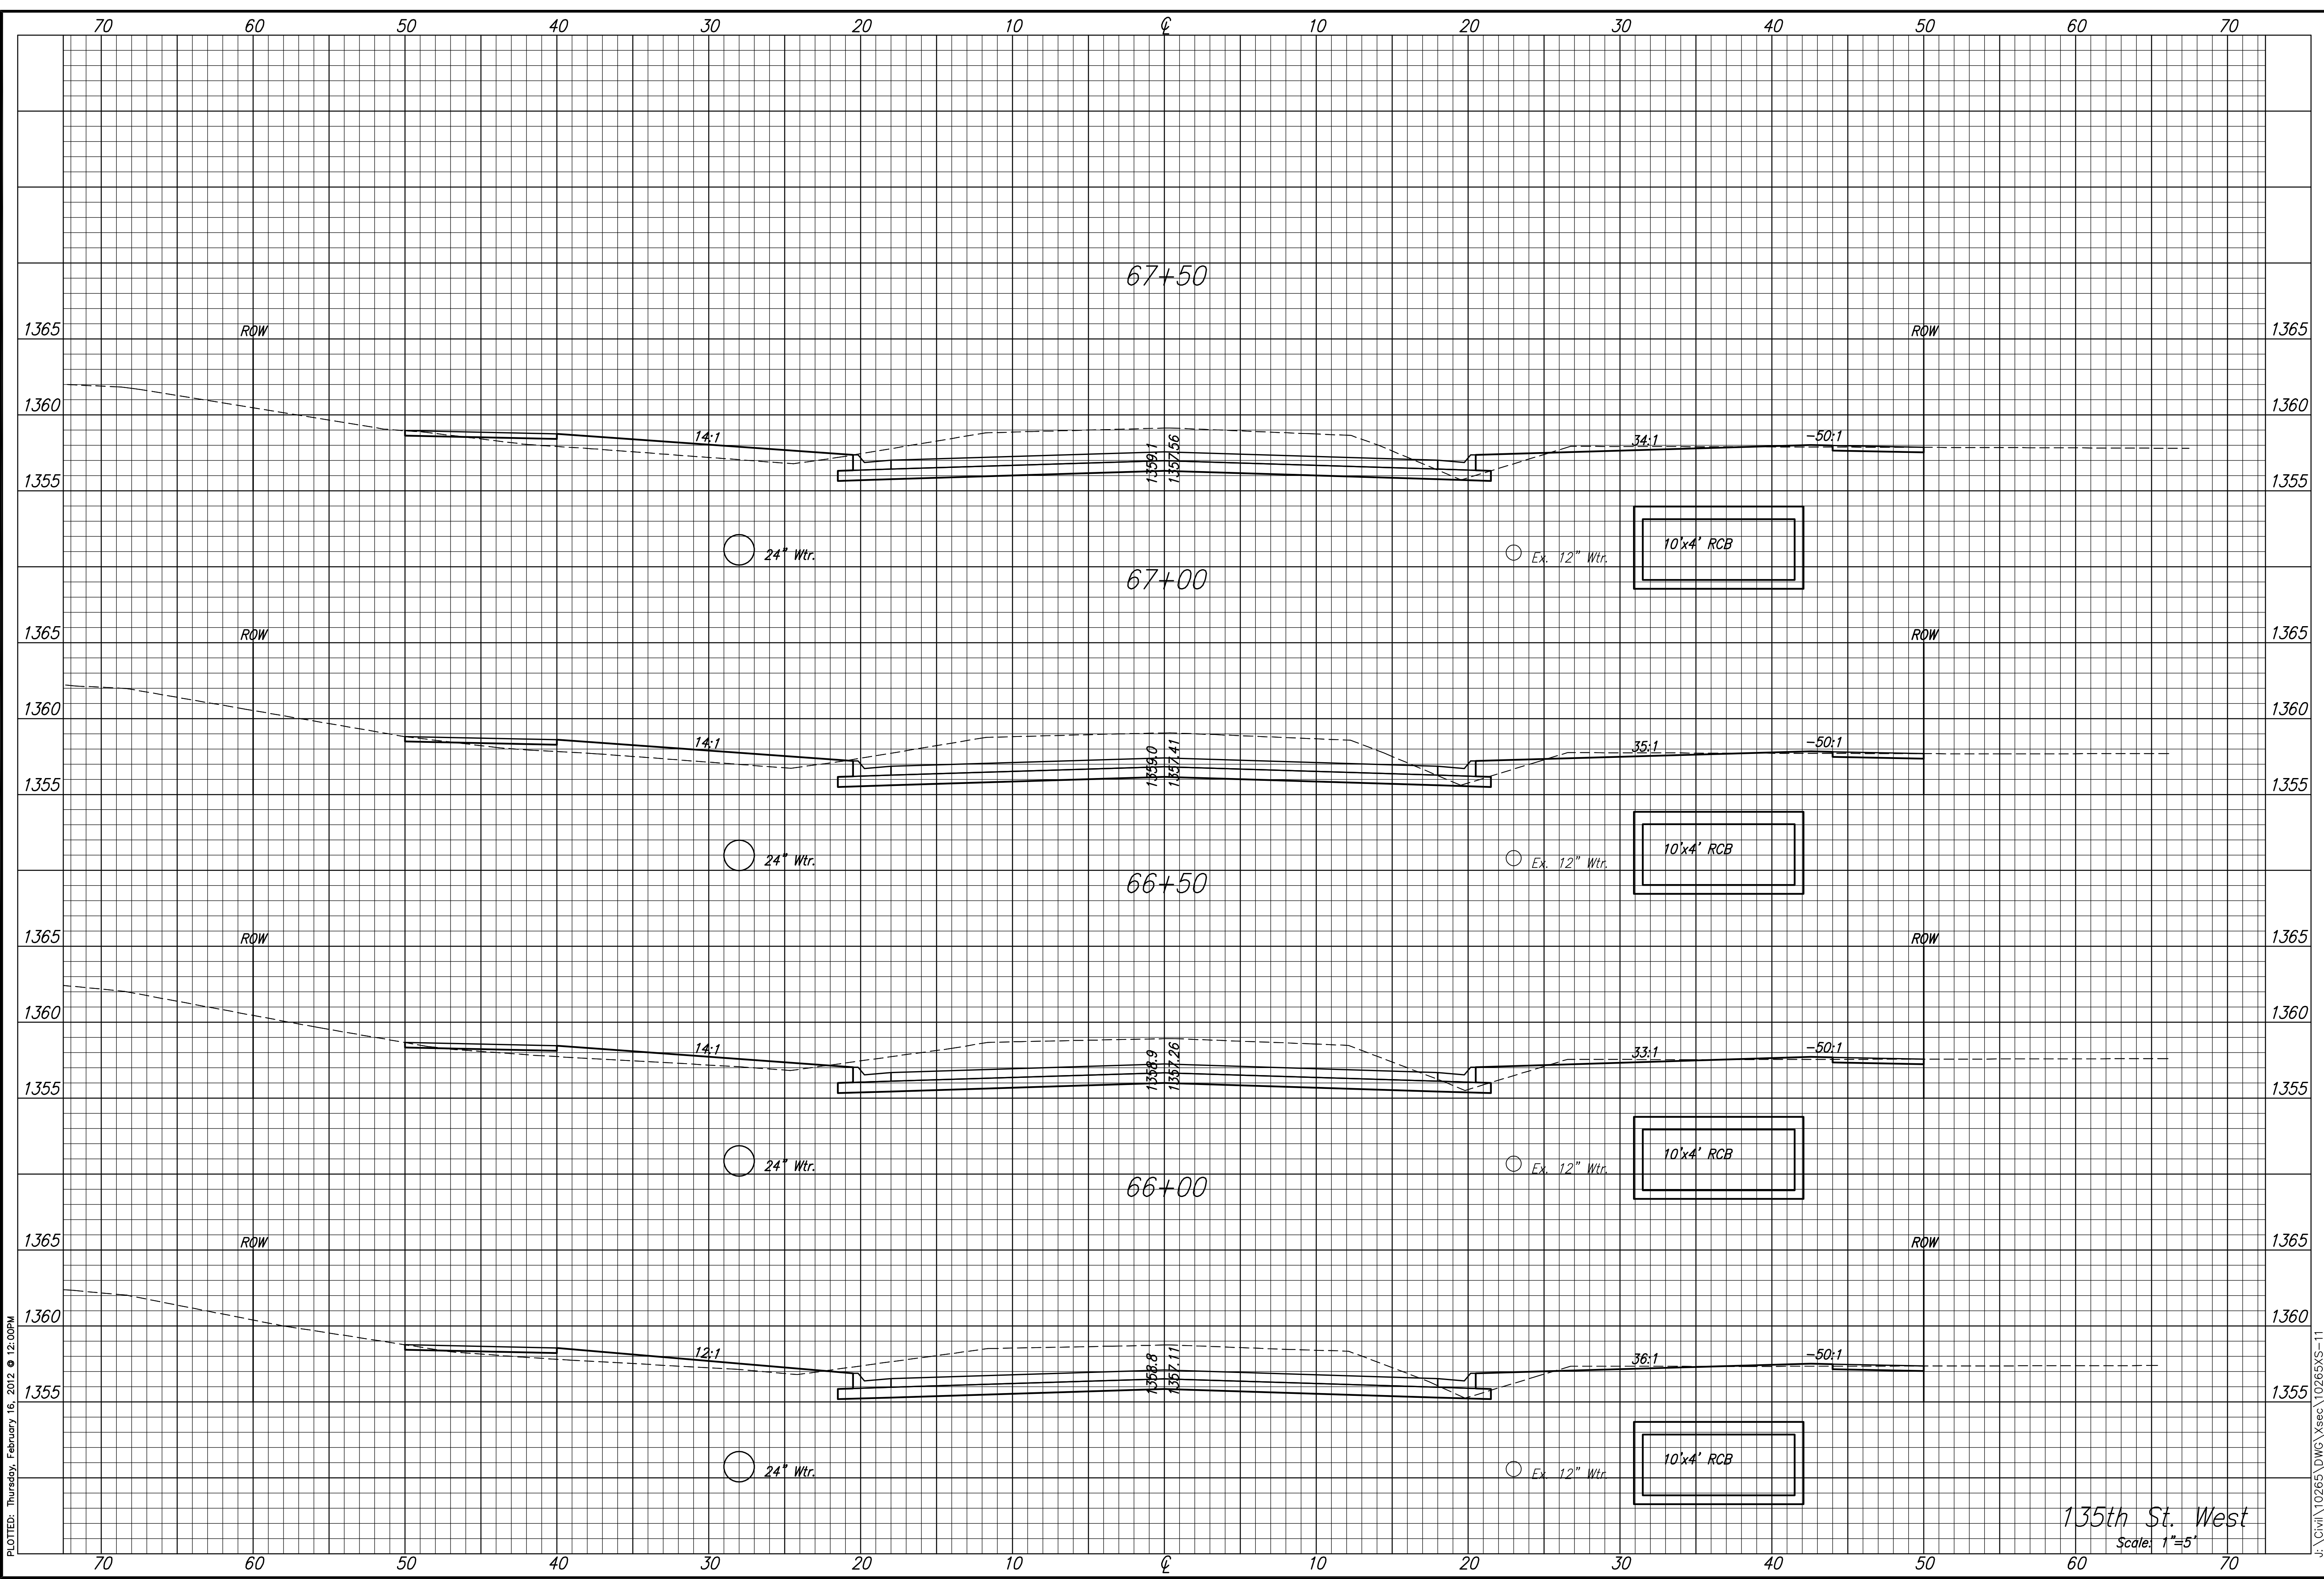 70 60 50 40 30 20 10 ℄ 10 20 30 40 50 60 70
67+50
1365 ROW ROW 1365
1360 1360
14:1 1359.1 1357.56 34:1 -50:1
1355 1355
24" Wtr. Ex. 12" Wtr. 10'x4' RCB
67+00
1365 ROW ROW 1365
1360 1360
14:1 1359.0 1357.41 35:1 -50:1
1355 1355
24" Wtr. Ex. 12" Wtr. 10'x4' RCB
66+50
1365 ROW ROW 1365
1360 1360
14:1 1358.9 1357.26 33:1 -50:1
1355 1355
24" Wtr. Ex. 12" Wtr. 10'x4' RCB
66+00
1365 ROW ROW 1365
1360 1360
12:1 1358.8 1357.11 36:1 -50:1
1355 1355
24" Wtr. Ex. 12" Wtr. 10'x4' RCB
135th St. West
Scale: 1"=5'
70 60 50 40 30 20 10 ℄ 10 20 30 40 50 60 70
PLOTTED: Thursday, February 16, 2012 @ 12:00PM
J:\Civil\10265\DWG\Xsec\10265XS-11